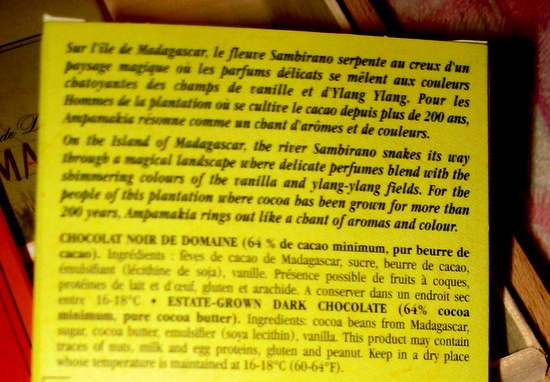 Sur l'île de Madagascar, le fleuve Sambirano serpente au creux d'un
paysage magique où les parfums délicats se mêlent aux couleurs
chatoyantes des champs de vanille et d'Ylang Ylang. Pour les
Hommes de la plantation où se cultive le cacao depuis plus de 200 ans,
Ampamakia résonne comme un chant d'arômes et de couleurs.
On the Island of Madagascar, the river Sambirano snakes its way
through a magical landscape where delicate perfumes blend with the
shimmering colours of the vanilla and ylang-ylang fields. For the
people of this plantation where cocoa has been grown for more than
200 years, Ampamakia rings out like a chant of aromas and colour.
CHOCOLAT NOIR DE DOMAINE (64 % de cacao minimum, pur beurre de
cacao). Ingrédients : fèves de cacao de Madagascar, sucre, beurre de cacao,
émulsifiant (lécithine de soja), vanille. Présence possible de fruits à coques,
protéines de lait et d'œuf, gluten et arachide. A conserver dans un endroit sec
entre 16-18°C • ESTATE-GROWN DARK CHOCOLATE (64% cocoa
minimum, pure cocoa butter). Ingredients: cocoa beans from Madagascar,
sugar, cocoa butter, emulsifier (soya lecithin), vanilla. This product may contain
traces of nuts, milk and egg proteins, gluten and peanut. Keep in a dry place
whose temperature is maintained at 16-18°C (60-64°F).
de
MA